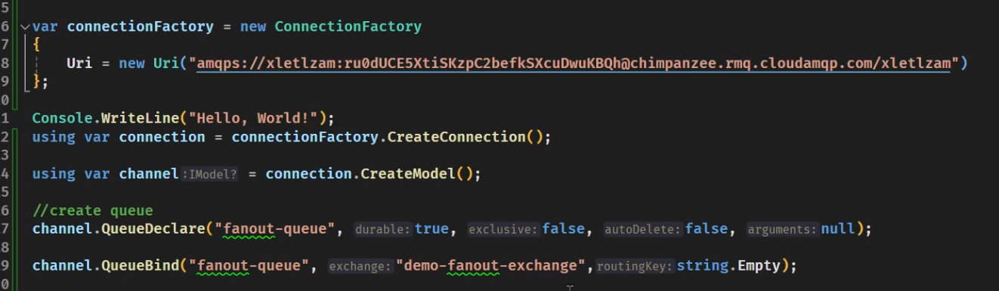 5
6 var connectionFactory = new ConnectionFactory
7 {
8 Uri = new Uri("amqps://xletlzam:ru0dUCE5XtiSKzpC2befkSXcuDwuKBQh@chimpanzee.rmq.cloudamqp.com/xletlzam")
9 };
0
1 Console.WriteLine("Hello, World!");
2 using var connection = connectionFactory.CreateConnection();
3
4 using var channel :IModel? = connection.CreateModel();
5
6 //create queue
7 channel.QueueDeclare("fanout-queue", durable: true, exclusive: false, autoDelete: false, arguments: null);
8
9 channel.QueueBind("fanout-queue", exchange: "demo-fanout-exchange", routingKey: string.Empty);
0